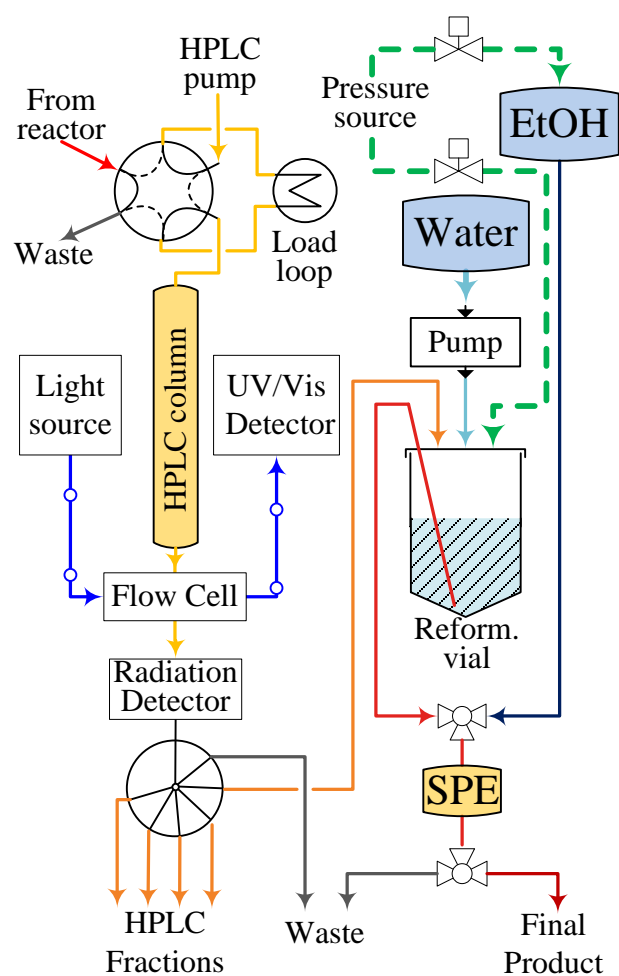 HPLC
pump
From
reactor
Waste
Load
loop
Pressure
source
EtOH
Water
Pump
Light
source
HPLC column
UV/Vis
Detector
Flow Cell
Radiation
Detector
Reform.
vial
SPE
HPLC
Fractions
Waste
Final
Product